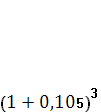 (1 + 0,105)³